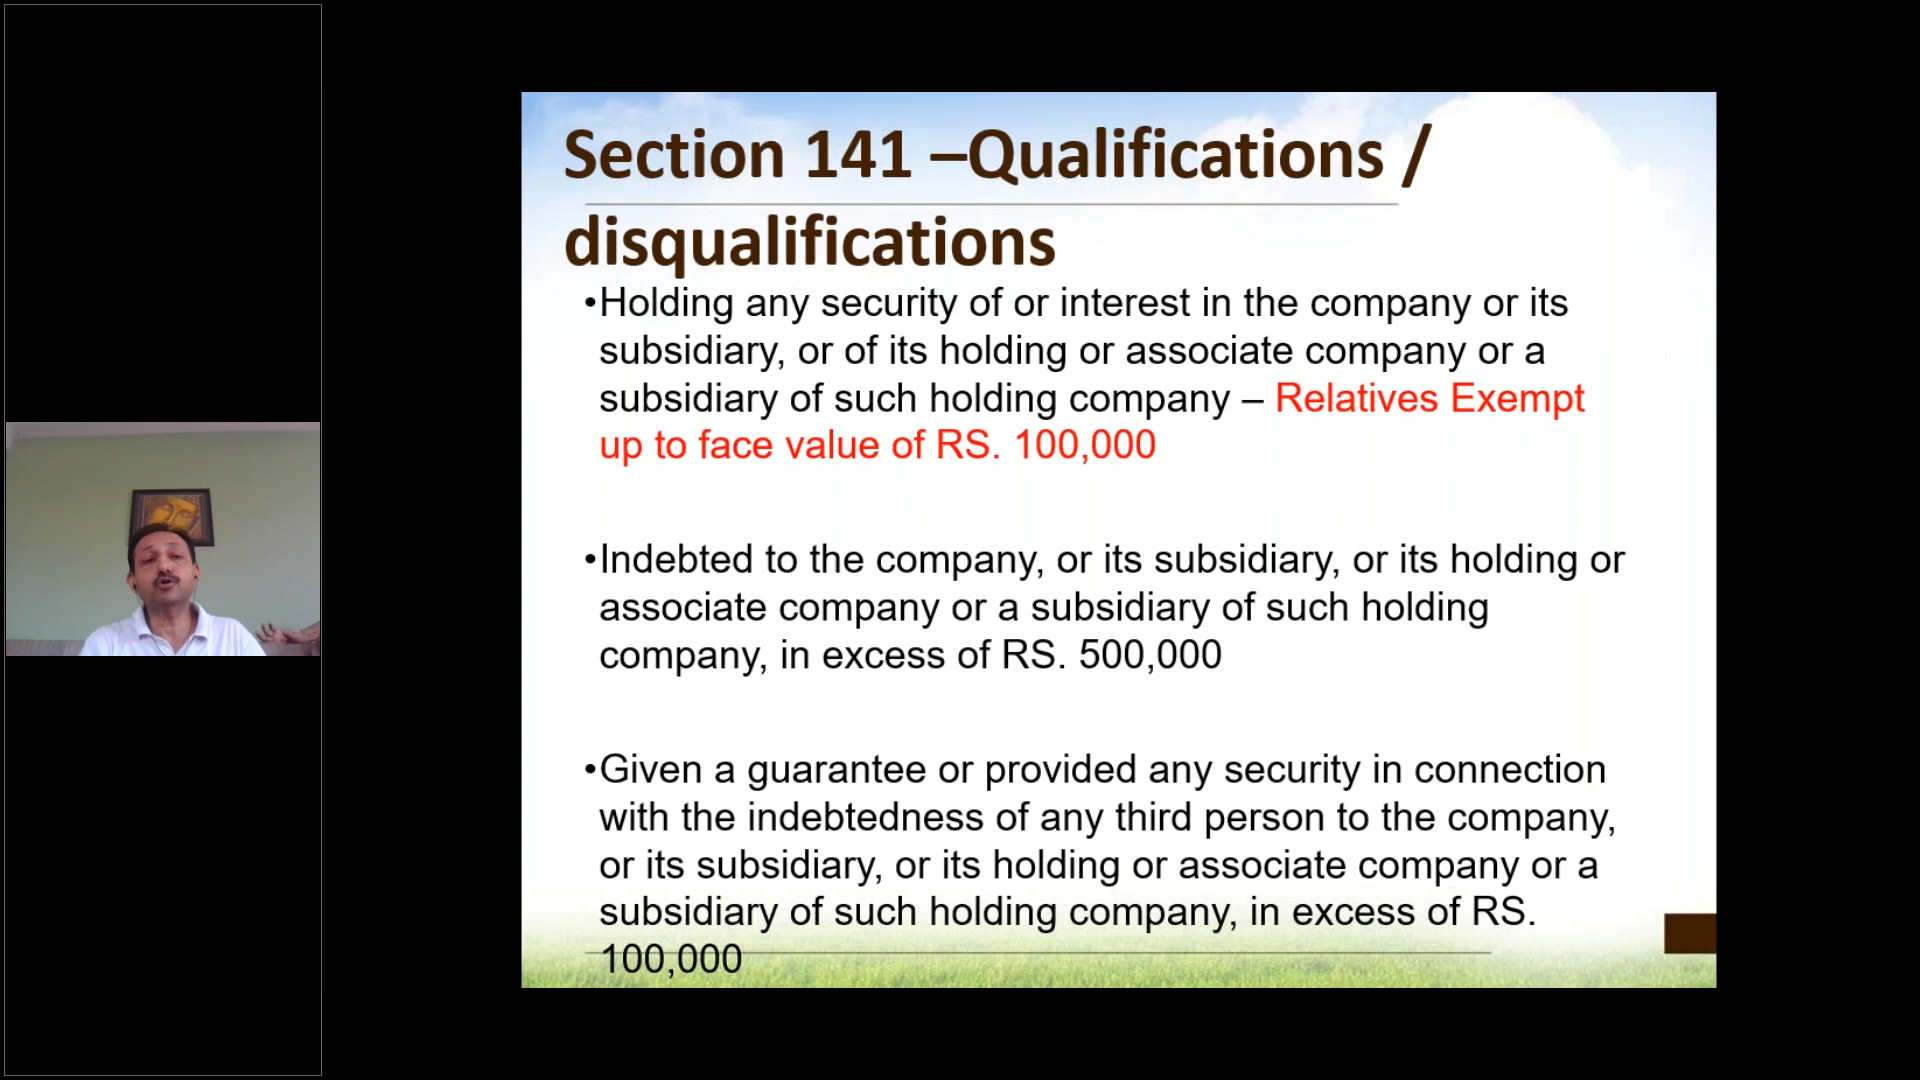 Section 141 –Qualifications /
disqualifications
•Holding any security of or interest in the company or its
subsidiary, or of its holding or associate company or a
subsidiary of such holding company – Relatives Exempt
up to face value of RS. 100,000
•Indebted to the company, or its subsidiary, or its holding or
associate company or a subsidiary of such holding
company, in excess of RS. 500,000
•Given a guarantee or provided any security in connection
with the indebtedness of any third person to the company,
or its subsidiary, or its holding or associate company or a
subsidiary of such holding company, in excess of RS.
100,000